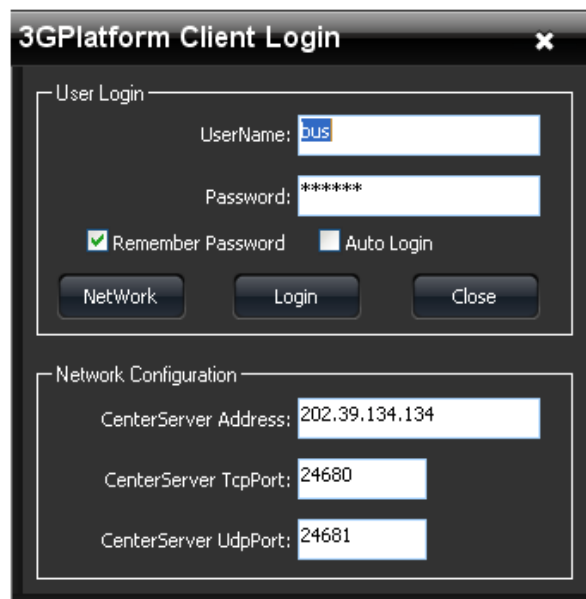 3GPlatform Client Login
User Login
UserName: bus
Password: ******
Remember Password Auto Login
NetWork Login Close
Network Configuration
CenterServer Address: 202.39.134.134
CenterServer TcpPort: 24680
CenterServer UdpPort: 24681